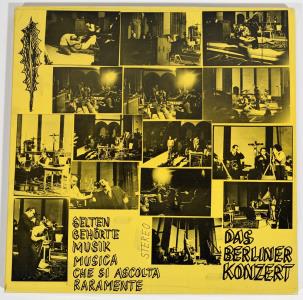 SELTEN
GEHÖRTE
MUSIK
MUSICA
CHE SI ASCOLTA
RARAMENTE
STEREO
DAS
BERLINER
KONZERT